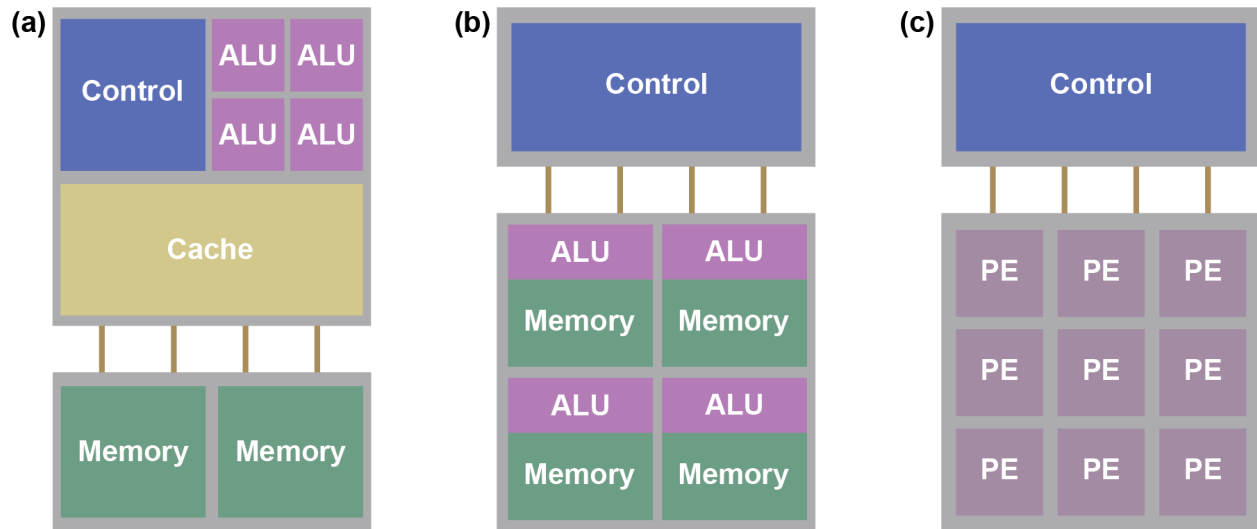 (a)
Control
ALU ALU
ALU ALU
Cache
Memory Memory
(b)
Control
ALU ALU
Memory Memory
ALU ALU
Memory Memory
(c)
Control
PE PE PE
PE PE PE
PE PE PE